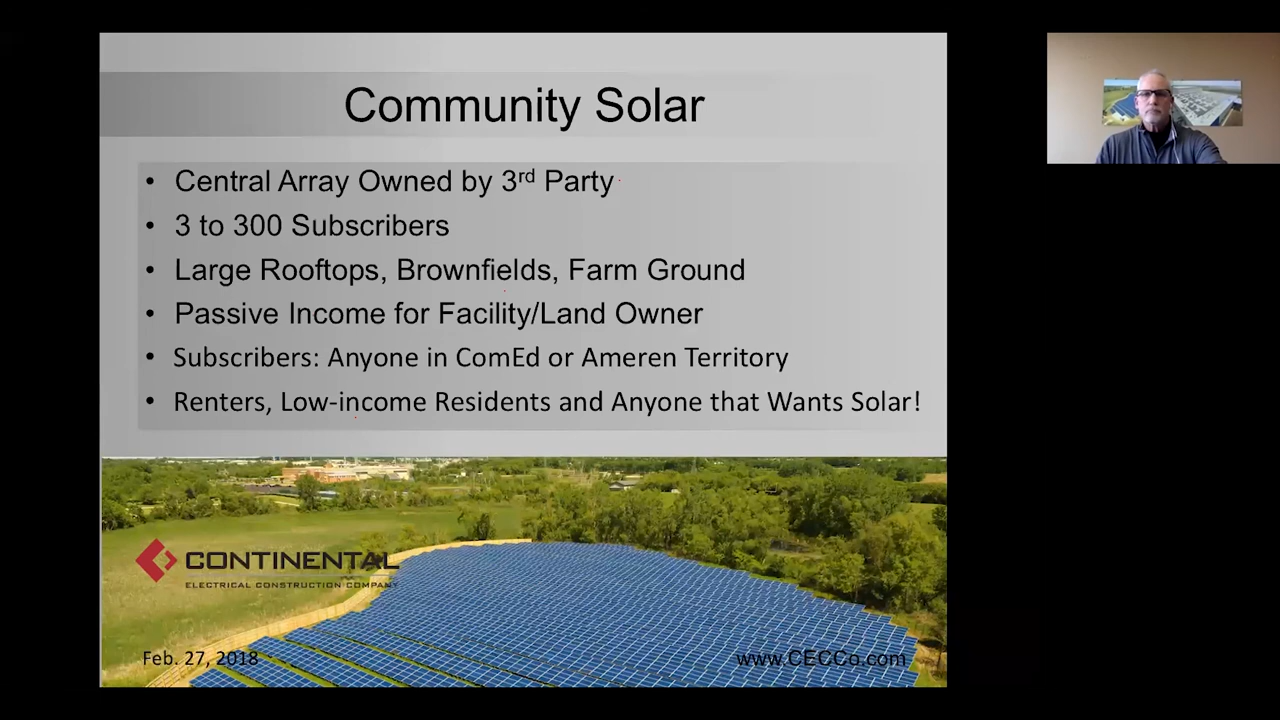 Community Solar
• Central Array Owned by 3rd Party
• 3 to 300 Subscribers
• Large Rooftops, Brownfields, Farm Ground
• Passive Income for Facility/Land Owner
• Subscribers: Anyone in ComEd or Ameren Territory
• Renters, Low-income Residents and Anyone that Wants Solar!
CONTINENTAL
ELECTRICAL CONSTRUCTION COMPANY
Feb. 27, 2018
www.CECCo.com